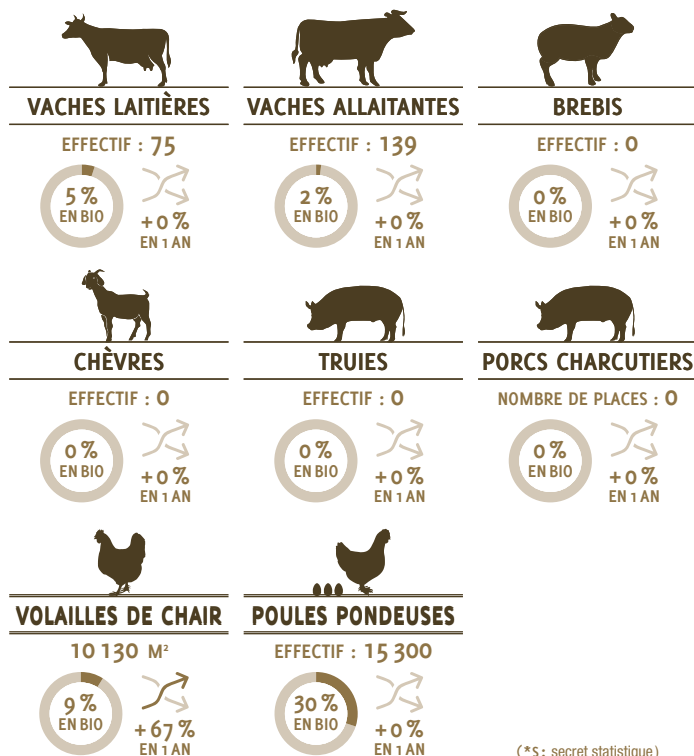 VACHES LAITIÈRES
EFFECTIF : 75
5 %
EN BIO
+0 %
EN 1 AN
VACHES ALLAITANTES
EFFECTIF : 139
2 %
EN BIO
+0 %
EN 1 AN
BREBIS
EFFECTIF : 0
0 %
EN BIO
+0 %
EN 1 AN
CHÈVRES
EFFECTIF : 0
0 %
EN BIO
+0 %
EN 1 AN
TRUIES
EFFECTIF : 0
0 %
EN BIO
+0 %
EN 1 AN
PORCS CHARCUTIERS
NOMBRE DE PLACES : 0
0 %
EN BIO
+0 %
EN 1 AN
VOLAILLES DE CHAIR
10 130 M²
9 %
EN BIO
+67 %
EN 1 AN
POULES PONDEUSES
EFFECTIF : 15 300
30 %
EN BIO
+0 %
EN 1 AN
(*S: secret statistique)